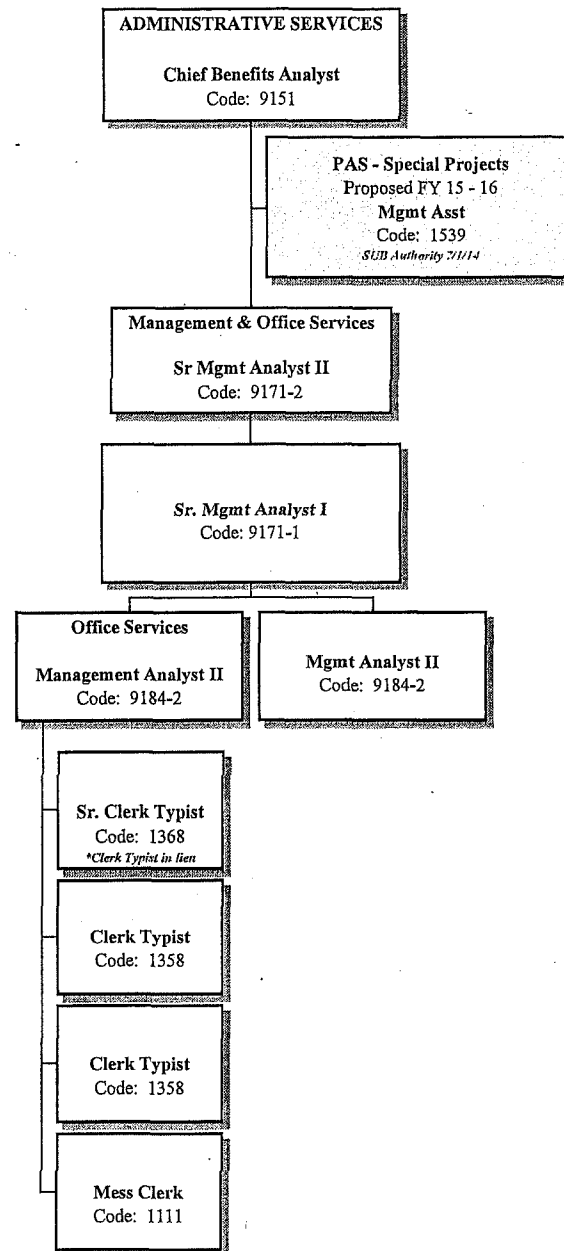 ADMINISTRATIVE SERVICES
Chief Benefits Analyst
Code: 9151
PAS - Special Projects
Proposed FY 15 - 16
Mgmt Asst
Code: 1539
SUB Authority 7/1/14
Management & Office Services
Sr Mgmt Analyst II
Code: 9171-2
Sr. Mgmt Analyst I
Code: 9171-1
Office Services
Management Analyst II
Code: 9184-2
Mgmt Analyst II
Code: 9184-2
Sr. Clerk Typist
Code: 1368
*Clerk Typist in lieu
Clerk Typist
Code: 1358
Clerk Typist
Code: 1358
Mess Clerk
Code: 1111